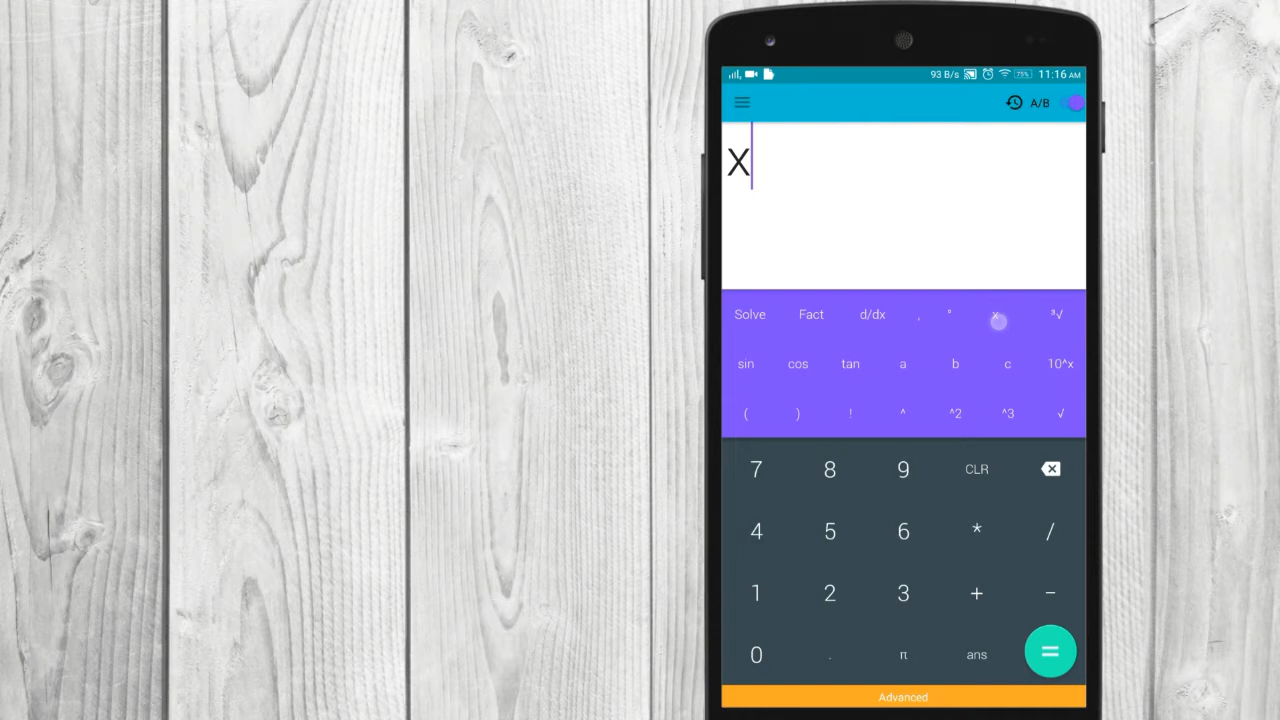 93 B/s 75% 11:16 AM
A/B
X
Solve Fact d/dx , ° x ³√
sin cos tan a b c 10^x
( ) ! ^ ^2 ^3 √
7 8 9 CLR
4 5 6 * /
1 2 3 + −
0 . π ans =
Advanced